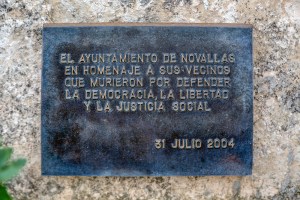 EL AYUNTAMIENTO DE NOVALLAS
EN HOMENAJE A SUS VECINOS
QUE MURIERON POR DEFENDER
LA DEMOCRACIA, LA LIBERTAD
Y LA JUSTICIA SOCIAL
31 JULIO 2004